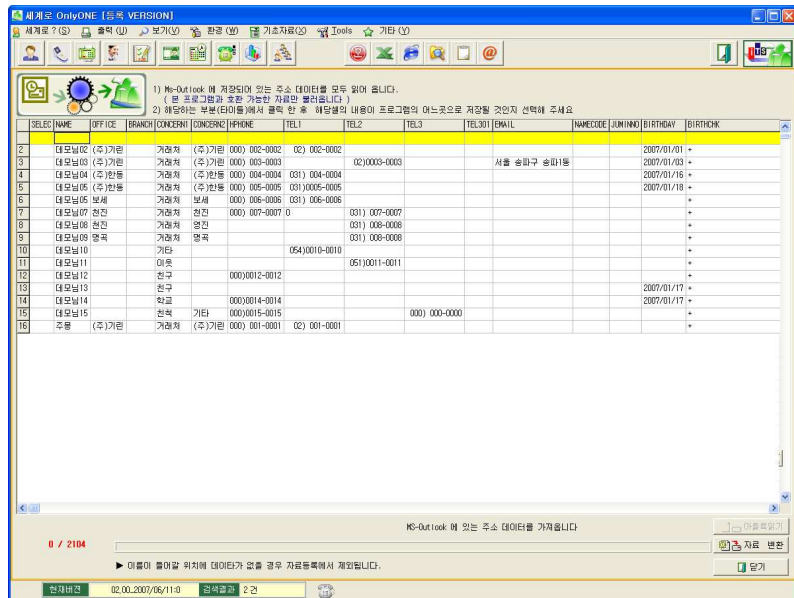 세계로 OnlyONE [등록 VERSION]
세계로?(S) 출력(U) 보기(V) 환경(W) 기초자료(X) Tools 기타(Y)
1) Ms-Outlook 에 저장되어 있는 주소 데이터를 모두 읽어 옵니다.
( 본 프로그램과 호환 가능한 자료만 불러옵니다 )
2) 해당하는 부분(타이틀)에서 클릭 한 후 해당셀의 내용이 프로그램의 어느곳으로 저장될 것인지 선택해 주세요
SELEC NAME OFFICE BRANCH CONCERN1 CONCERN2 HPHONE TEL1 TEL2 TEL3 TEL301 EMAIL NAMECODE JUMINNO BIRTHDAY BIRTHCHK
2 데모님02 (주)기린 거래처 (주)기린 000) 002-0002 02) 002-0002 2007/01/01 +
3 데모님03 (주)기린 거래처 (주)기린 000) 003-0003 02)0003-0003 서울 송파구 송파1동 2007/01/03 +
4 데모님04 (주)한동 거래처 (주)한동 000) 004-0004 031) 004-0004 2007/01/16 +
5 데모님05 (주)한동 거래처 (주)한동 000) 005-0005 031)0005-0005 2007/01/18 +
6 데모님05 보세 거래처 보세 000) 006-0006 031) 006-0006 +
7 데모님07 천진 거래처 천진 000) 007-0007 0 031) 007-0007 +
8 데모님08 천진 거래처 영진 031) 008-0008 +
9 데모님09 명곡 거래처 명곡 031) 008-0008 +
10 데모님10 기타 054)0010-0010 +
11 데모님11 이웃 051)0011-0011 +
12 데모님12 친구 000)0012-0012 +
13 데모님13 친구 2007/01/17 +
14 데모님14 학교 000)0014-0014 2007/01/17 +
15 데모님15 친척 기타 000)0015-0015 000) 000-0000 +
16 주몽 (주)기린 거래처 (주)기린 000) 001-0001 02) 001-0001 +
MS-Outlook 에 있는 주소 데이터를 가져옵니다
0 / 2104
자료 변환
▶ 이름이 들어갈 위치에 데이타가 없을 경우 자료등록에서 제외됩니다.
닫기
현재버젼 02,00..2007/06/11:0 검색결과 2 건